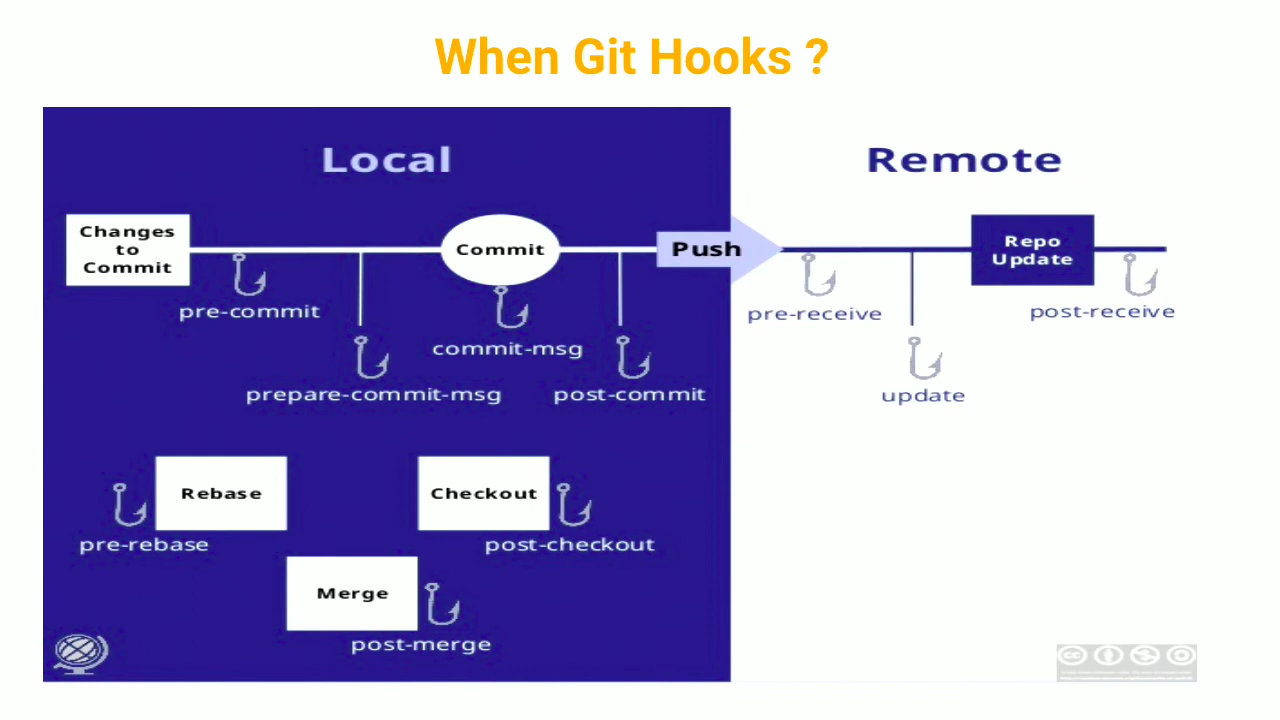 When Git Hooks ?
Local
Remote
Changes
to
Commit
Commit
Push
Repo
Update
pre-commit
pre-receive
post-receive
commit-msg
prepare-commit-msg
post-commit
update
Rebase
Checkout
pre-rebase
post-checkout
Merge
post-merge
cc